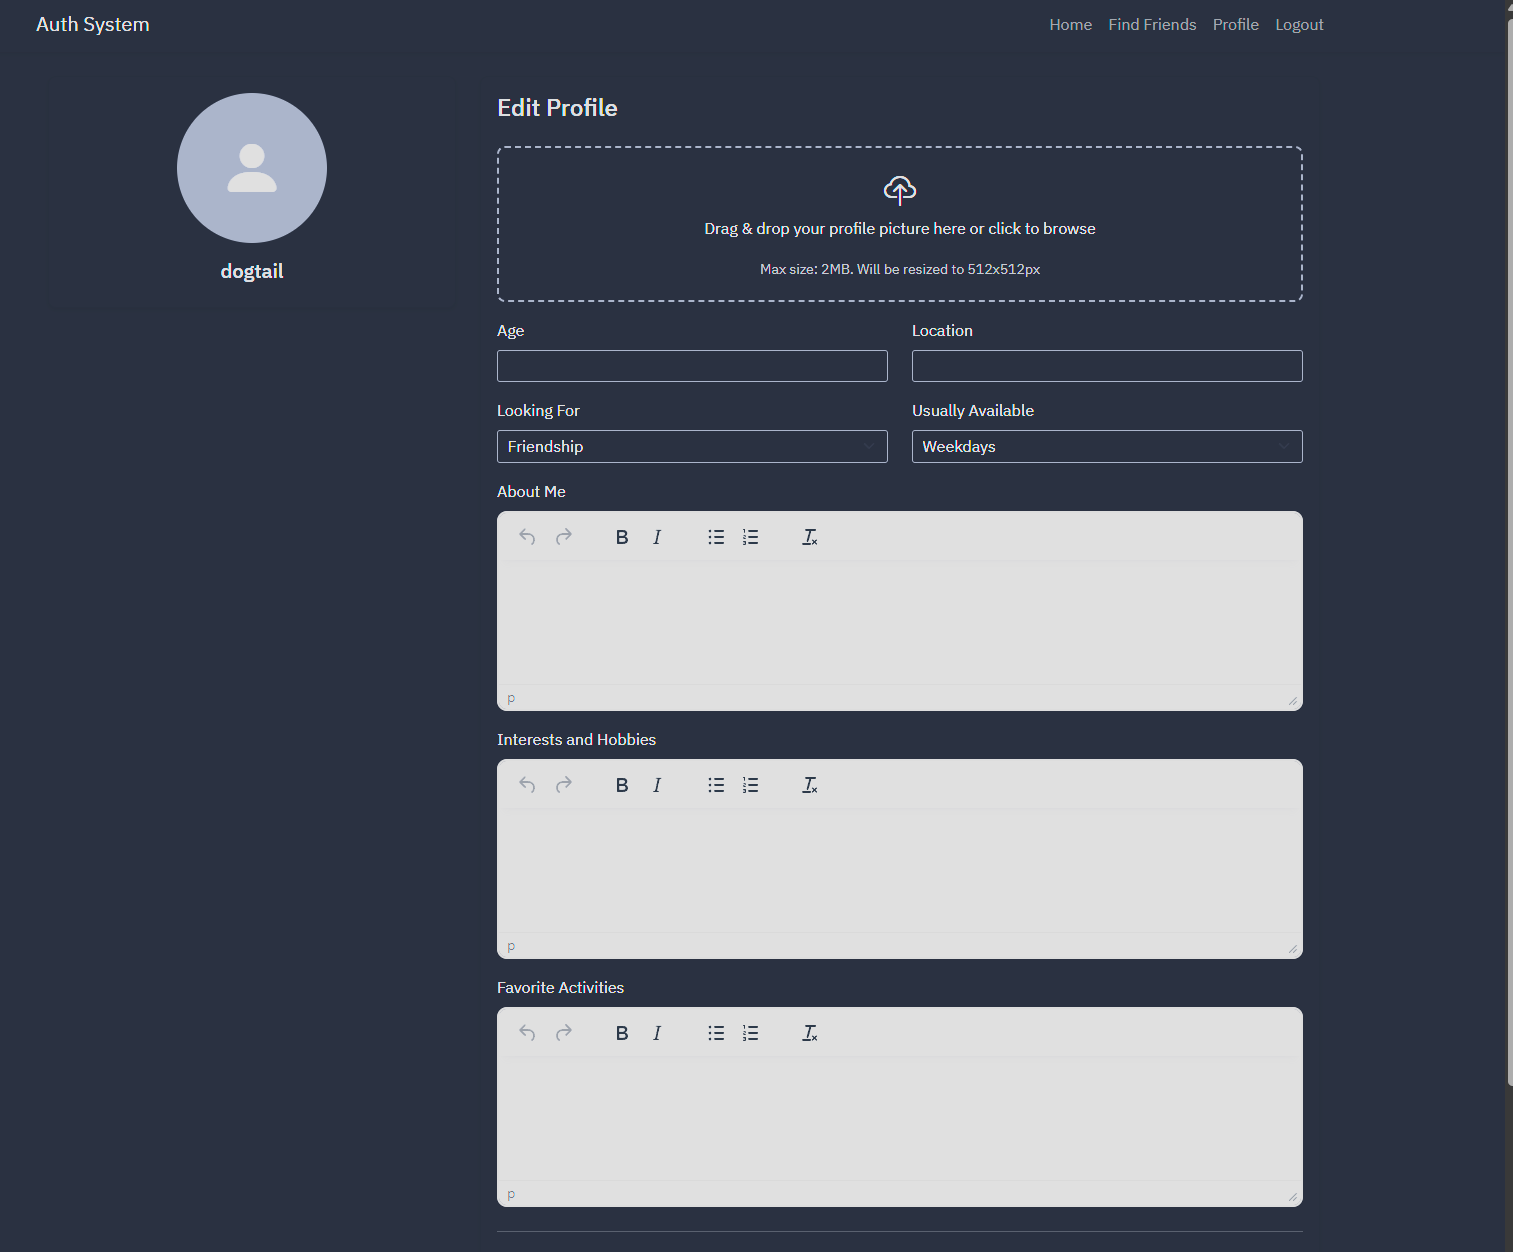 Auth System
Home Find Friends Profile Logout
dogtail
Edit Profile
Drag & drop your profile picture here or click to browse
Max size: 2MB. Will be resized to 512x512px
Age
Location
Looking For
Usually Available
Friendship
Weekdays
About Me
B I
p
Interests and Hobbies
B I
p
Favorite Activities
B I
p